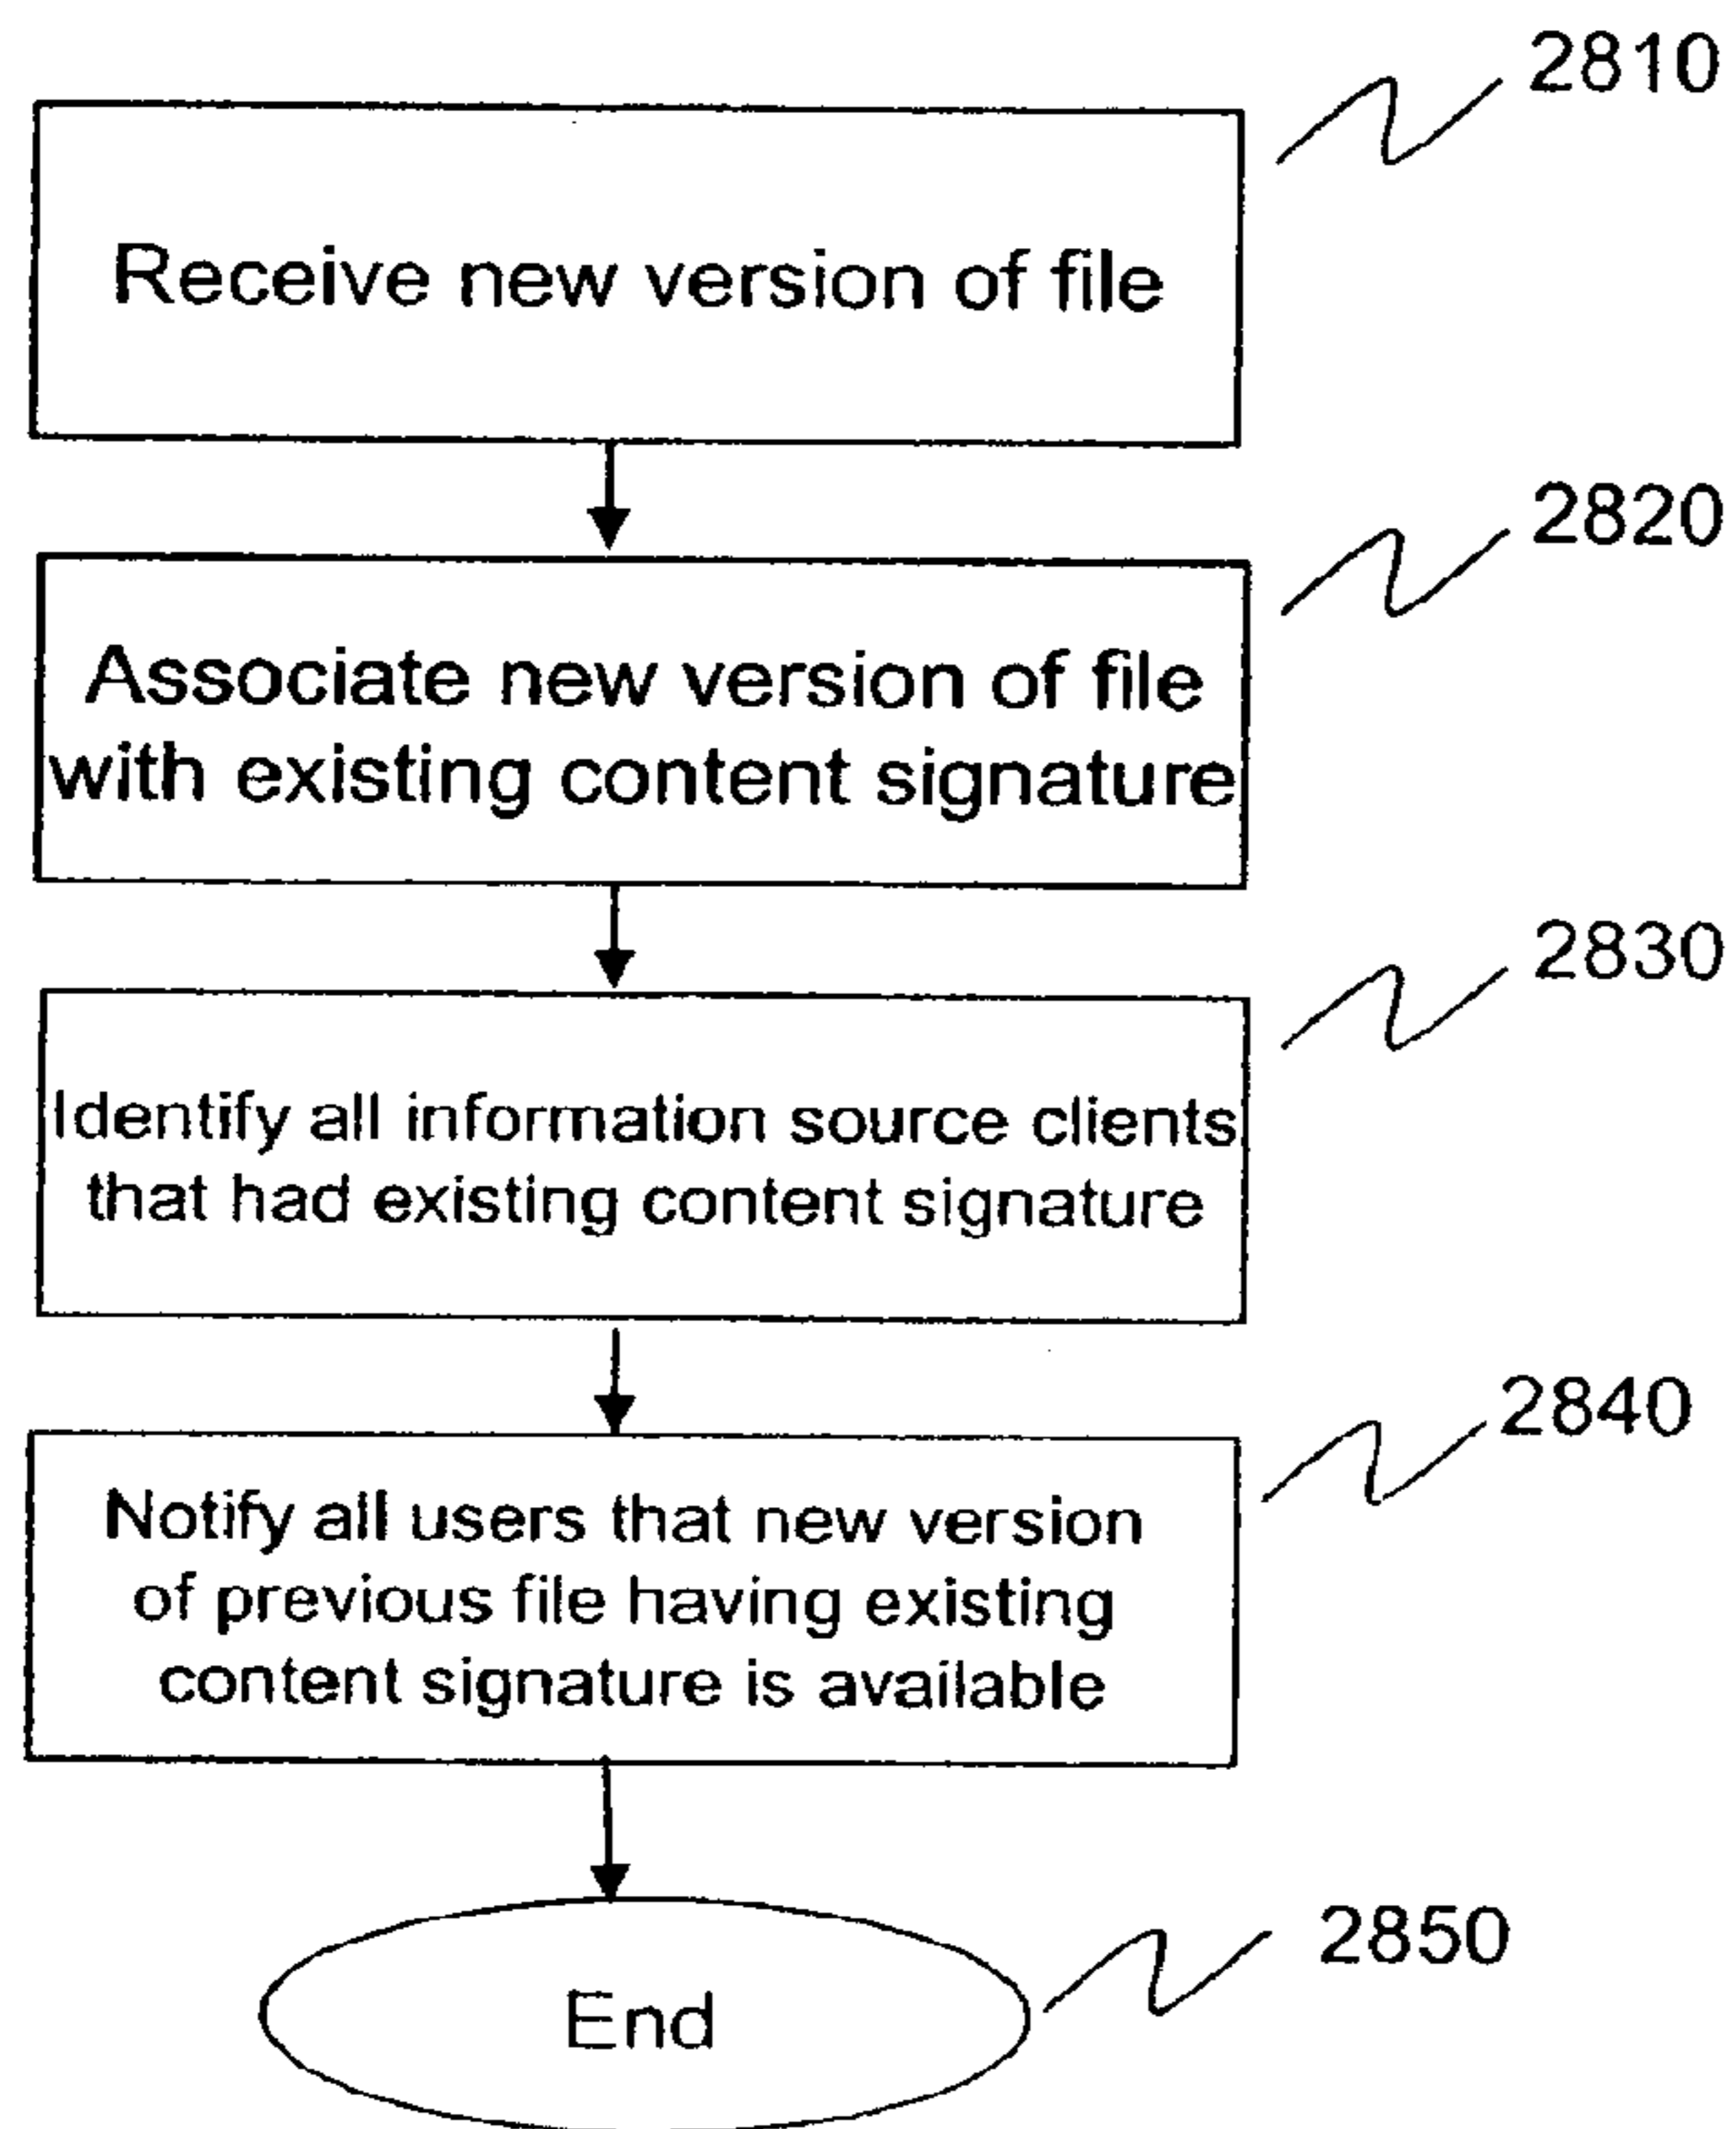 2810
Receive new version of file
2820
Associate new version of file
with existing content signature
2830
Identify all information source clients
that had existing content signature
2840
Notify all users that new version
of previous file having existing
content signature is available
2850
End